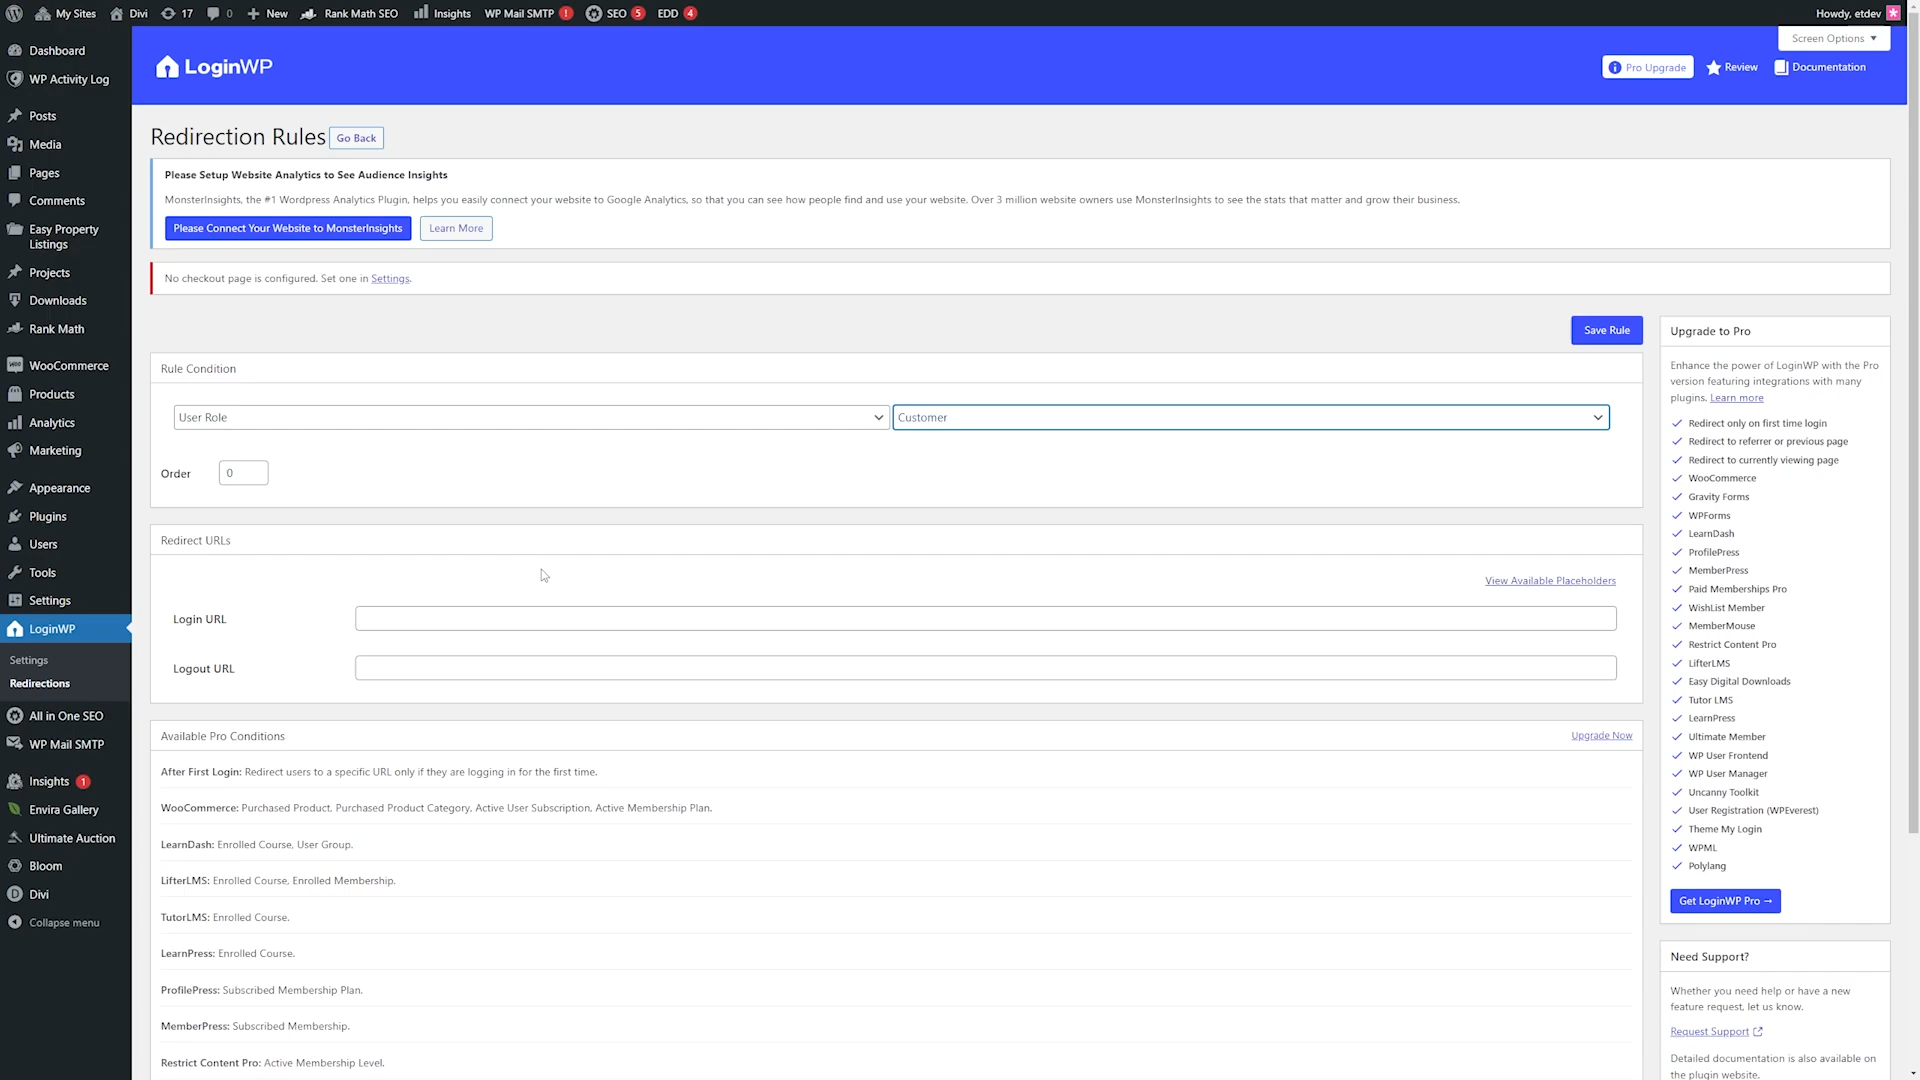 My Sites
Divi
17
0
New
Rank Math SEO
Insights
WP Mail SMTP !
SEO 5
EDD 4
Howdy, etdev
Screen Options
LoginWP
Pro Upgrade
Review
Documentation
Dashboard
WP Activity Log
Posts
Media
Pages
Comments
Easy Property
Listings
Projects
Downloads
Rank Math
WooCommerce
Products
Analytics
Marketing
Appearance
Plugins
Users
Tools
Settings
LoginWP
Settings
Redirections
All in One SEO
WP Mail SMTP
Insights 1
Envira Gallery
Ultimate Auction
Bloom
Divi
Collapse menu
Redirection Rules Go Back
Please Setup Website Analytics to See Audience Insights
MonsterInsights, the #1 Wordpress Analytics Plugin, helps you easily connect your website to Google Analytics, so that you can see how people find and use your website. Over 3 million website owners use MonsterInsights to see the stats that matter and grow their business.
Please Connect Your Website to MonsterInsights
Learn More
No checkout page is configured. Set one in Settings.
Save Rule
Rule Condition
User Role
Customer
Order 0
Redirect URLs
View Available Placeholders
Login URL
Logout URL
Available Pro Conditions
Upgrade Now
After First Login: Redirect users to a specific URL only if they are logging in for the first time.
WooCommerce: Purchased Product, Purchased Product Category, Active User Subscription, Active Membership Plan.
LearnDash: Enrolled Course, User Group.
LifterLMS: Enrolled Course, Enrolled Membership.
TutorLMS: Enrolled Course.
LearnPress: Enrolled Course.
ProfilePress: Subscribed Membership Plan.
MemberPress: Subscribed Membership.
Restrict Content Pro: Active Membership Level.
Upgrade to Pro
Enhance the power of LoginWP with the Pro
version featuring integrations with many
plugins. Learn more
Redirect only on first time login
Redirect to referrer or previous page
Redirect to currently viewing page
WooCommerce
Gravity Forms
WPForms
LearnDash
ProfilePress
MemberPress
Paid Memberships Pro
WishList Member
MemberMouse
Restrict Content Pro
LifterLMS
Easy Digital Downloads
Tutor LMS
LearnPress
Ultimate Member
WP User Frontend
WP User Manager
Uncanny Toolkit
User Registration (WPEverest)
Theme My Login
WPML
Polylang
Get LoginWP Pro →
Need Support?
Whether you need help or have a new
feature request, let us know.
Request Support
Detailed documentation is also available on
the plugin website.